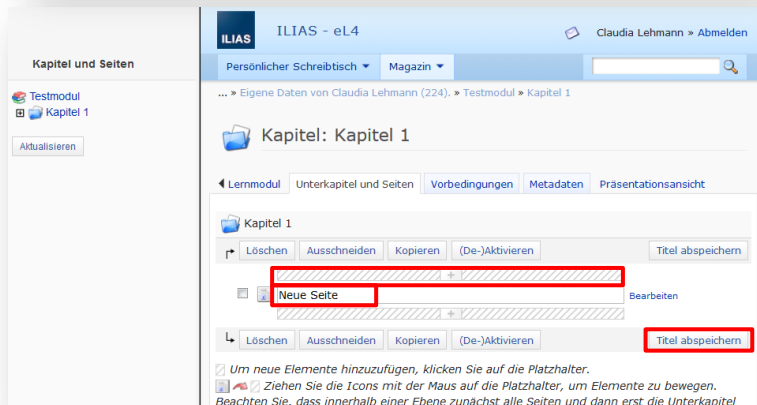 Kapitel und Seiten
Testmodul
Kapitel 1
Aktualisieren
ILIAS
ILIAS - eL4
Claudia Lehmann » Abmelden
Persönlicher Schreibtisch
Magazin
... » Eigene Daten von Claudia Lehmann (224). » Testmodul » Kapitel 1
Kapitel: Kapitel 1
Lernmodul Unterkapitel und Seiten Vorbedingungen Metadaten Präsentationsansicht
Kapitel 1
Löschen Ausschneiden Kopieren (De-)Aktivieren Titel abspeichern
+
Neue Seite Bearbeiten
+
Löschen Ausschneiden Kopieren (De-)Aktivieren Titel abspeichern
Um neue Elemente hinzuzufügen, klicken Sie auf die Platzhalter.
Ziehen Sie die Icons mit der Maus auf die Platzhalter, um Elemente zu bewegen.
Beachten Sie, dass innerhalb einer Ebene zunächst alle Seiten und dann erst die Unterkapitel